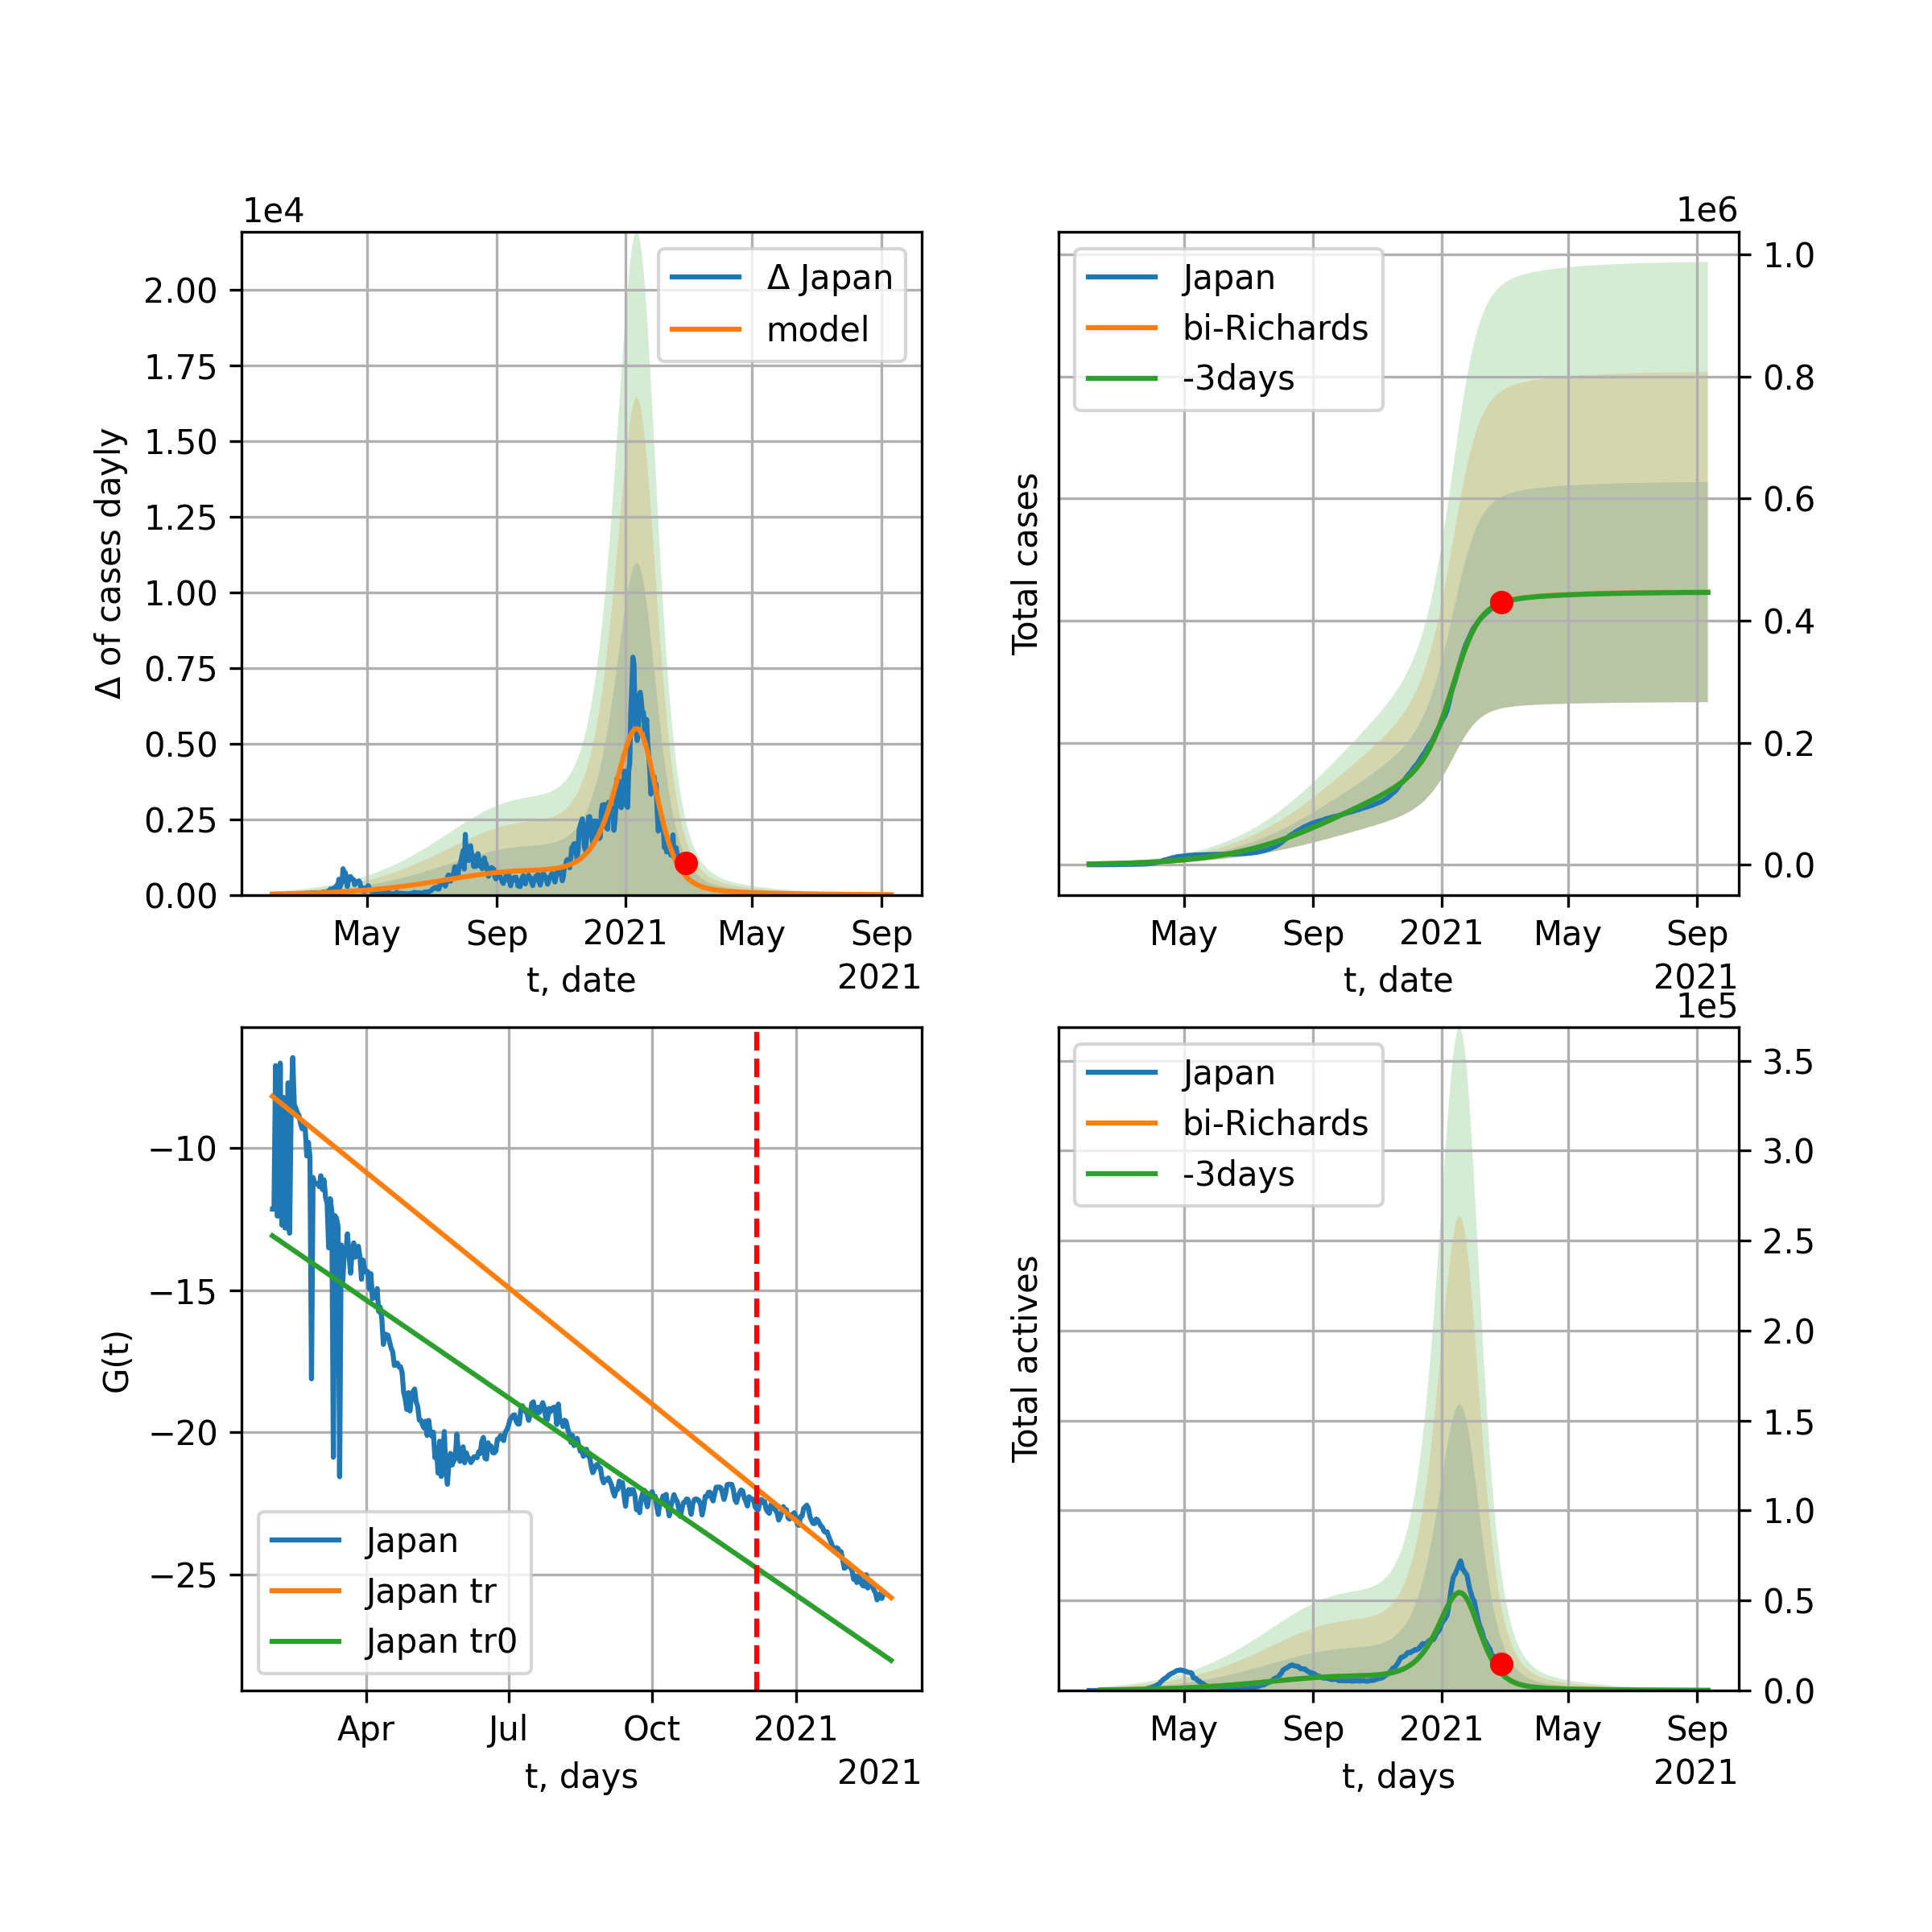 1e4
Δ of cases dayly
2.00
1.75
1.50
1.25
1.00
0.75
0.50
0.25
0.00
Δ Japan
model
May Sep 2021 May Sep
t, date
2021
1e6
Total cases
Japan
bi-Richards
-3days
1.0
0.8
0.6
0.4
0.2
0.0
May Sep 2021 May Sep
t, date
2021
G(t)
−10
−15
−20
−25
Japan
Japan tr
Japan tr0
Apr Jul Oct 2021
t, days
2021
1e5
Total actives
Japan
bi-Richards
-3days
3.5
3.0
2.5
2.0
1.5
1.0
0.5
0.0
May Sep 2021 May Sep
t, days
2021